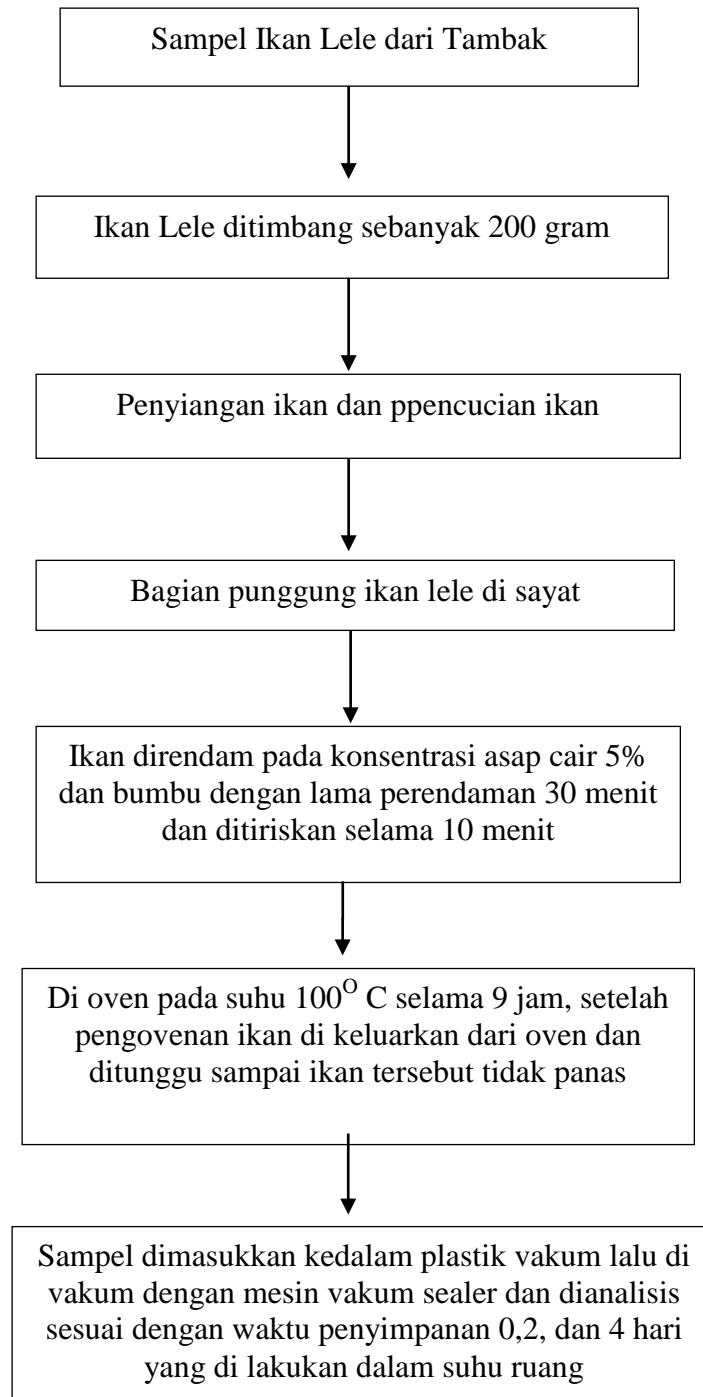 Sampel Ikan Lele dari Tambak
Ikan Lele ditimbang sebanyak 200 gram
Penyiangan ikan dan ppencucian ikan
Bagian punggung ikan lele di sayat
Ikan direndam pada konsentrasi asap cair 5%
dan bumbu dengan lama perendaman 30 menit
dan ditiriskan selama 10 menit
Di oven pada suhu 100^O C selama 9 jam, setelah
pengovenan ikan di keluarkan dari oven dan
ditunggu sampai ikan tersebut tidak panas
Sampel dimasukkan kedalam plastik vakum lalu di
vakum dengan mesin vakum sealer dan dianalisis
sesuai dengan waktu penyimpanan 0,2, dan 4 hari
yang di lakukan dalam suhu ruang